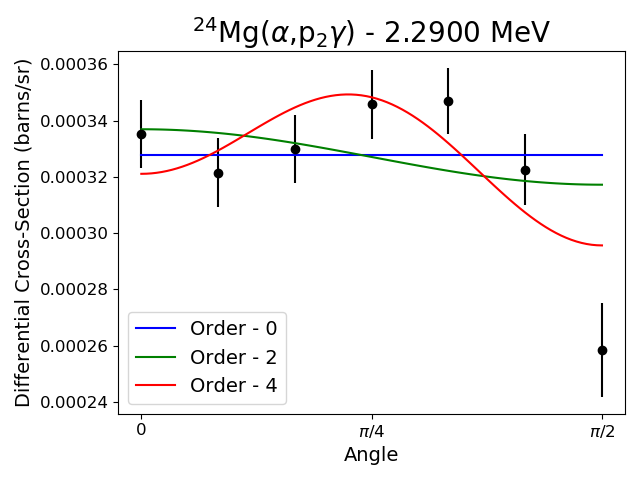 ²⁴Mg(α,p₂γ) - 2.2900 MeV
Differential Cross-Section (barns/sr)
0.00036
0.00034
0.00032
0.00030
0.00028
0.00026
0.00024
Order - 0
Order - 2
Order - 4
0 π/4 π/2
Angle